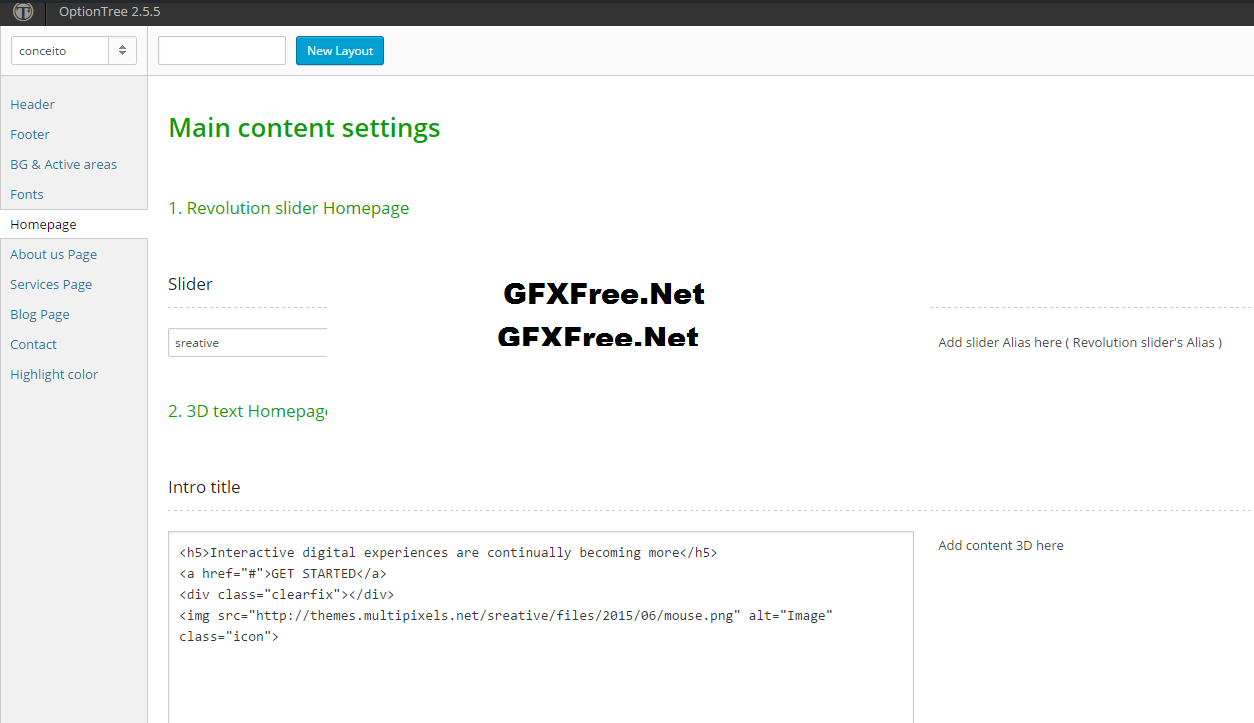 OptionTree 2.5.5
conceito
New Layout
Header
Footer
BG & Active areas
Fonts
Homepage
About us Page
Services Page
Blog Page
Contact
Highlight color
Main content settings
1. Revolution slider Homepage
Slider
GFXFree.Net
GFXFree.Net
sreative
Add slider Alias here ( Revolution slider's Alias )
2. 3D text Homepage
Intro title
<h5>Interactive digital experiences are continually becoming more</h5>
<a href="#">GET STARTED</a>
<div class="clearfix"></div>
<img src="http://themes.multipixels.net/sreative/files/2015/06/mouse.png" alt="Image"
class="icon">
Add content 3D here